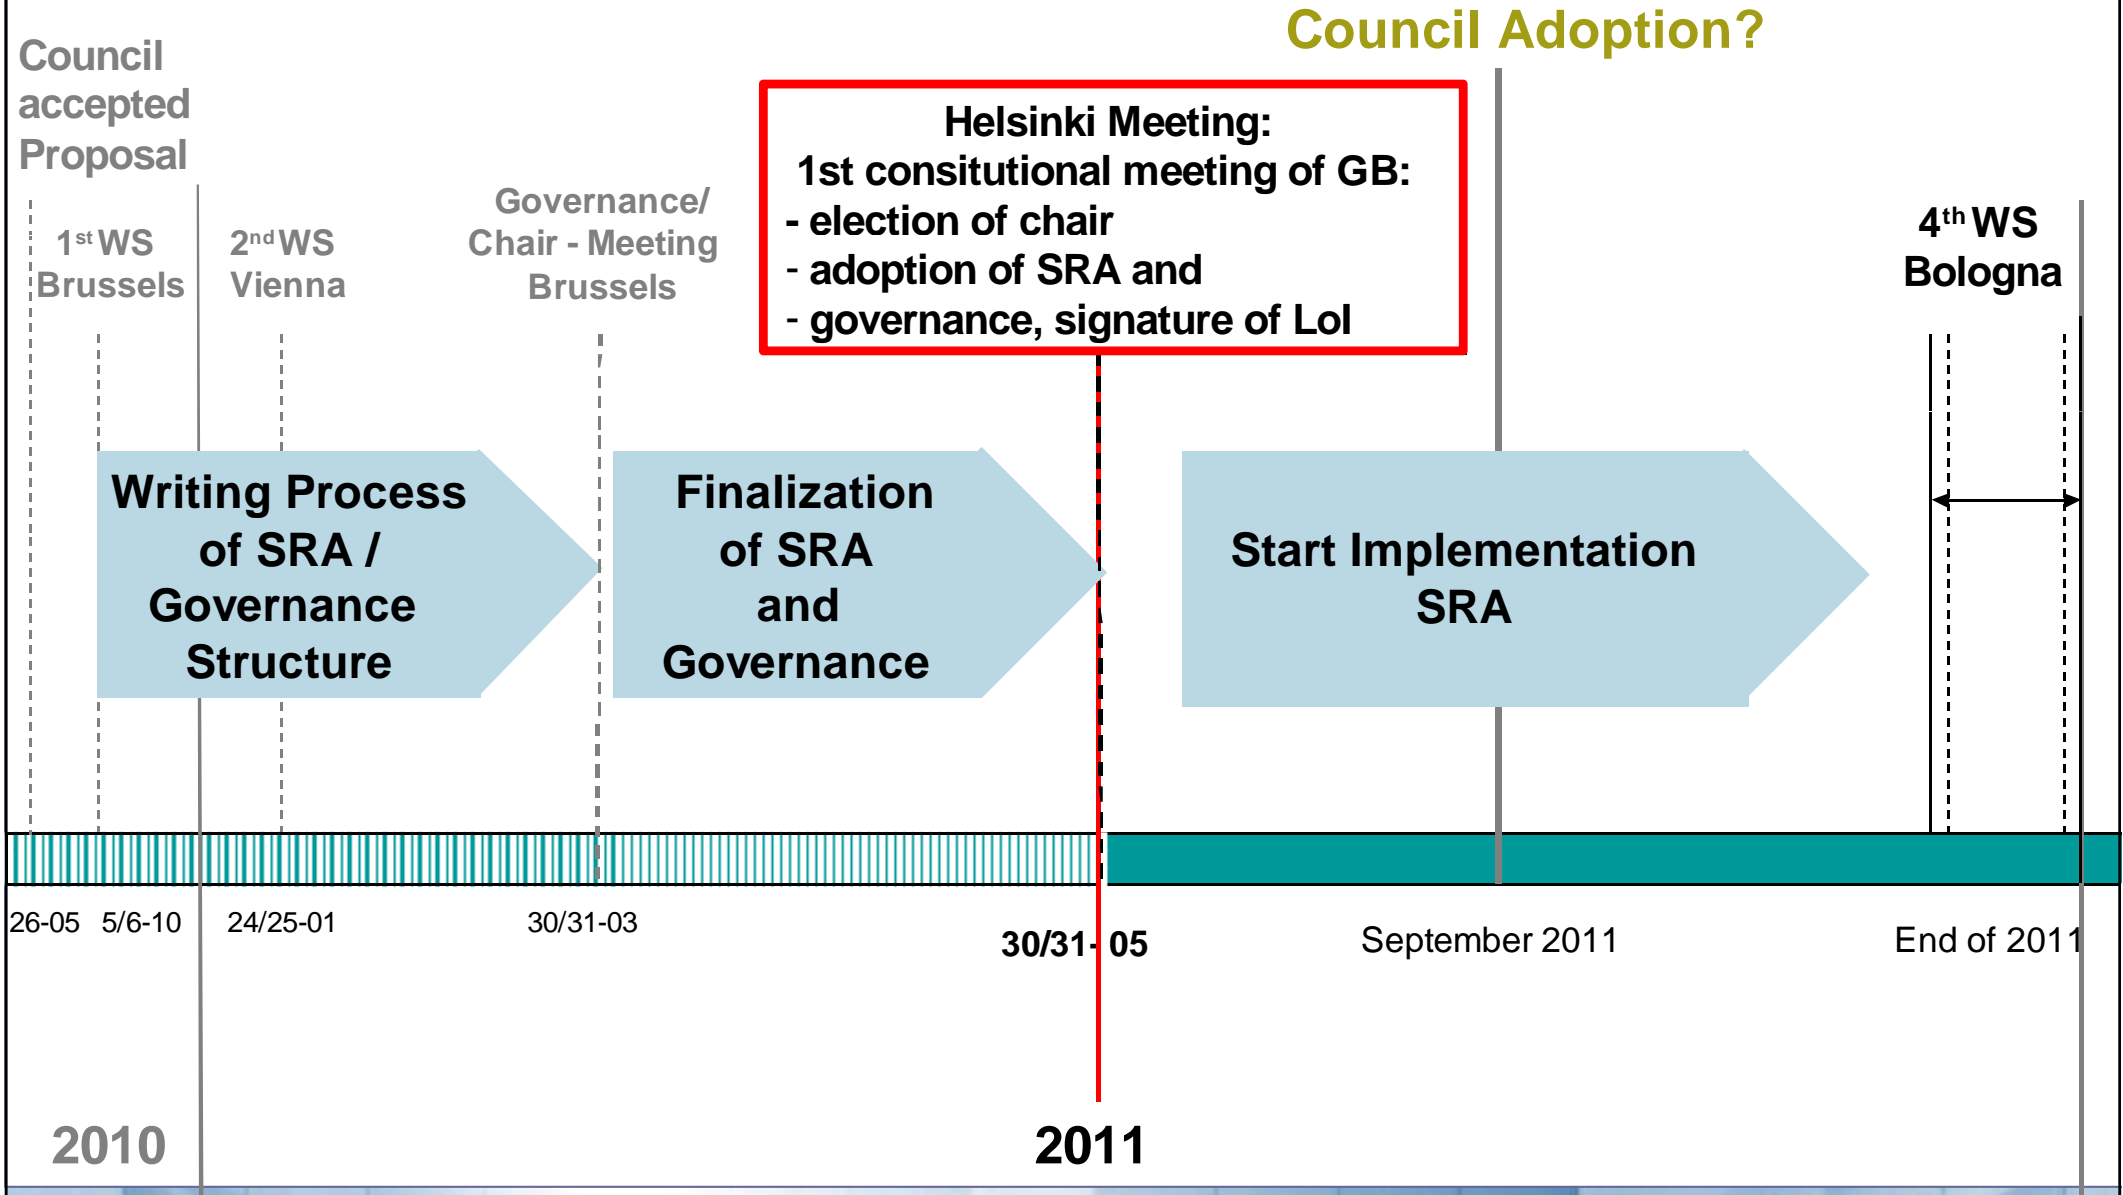 Council Adoption?
Council
accepted
Proposal
Helsinki Meeting:
1st consitutional meeting of GB:
- election of chair
- adoption of SRA and
- governance, signature of LoI
1st WS
Brussels
2nd WS
Vienna
Governance/
Chair - Meeting
Brussels
4th WS
Bologna
Writing Process
of SRA /
Governance
Structure
Finalization
of SRA
and
Governance
Start Implementation
SRA
26-05
5/6-10
24/25-01
30/31-03
30/31- 05
September 2011
End of 2011
2010
2011